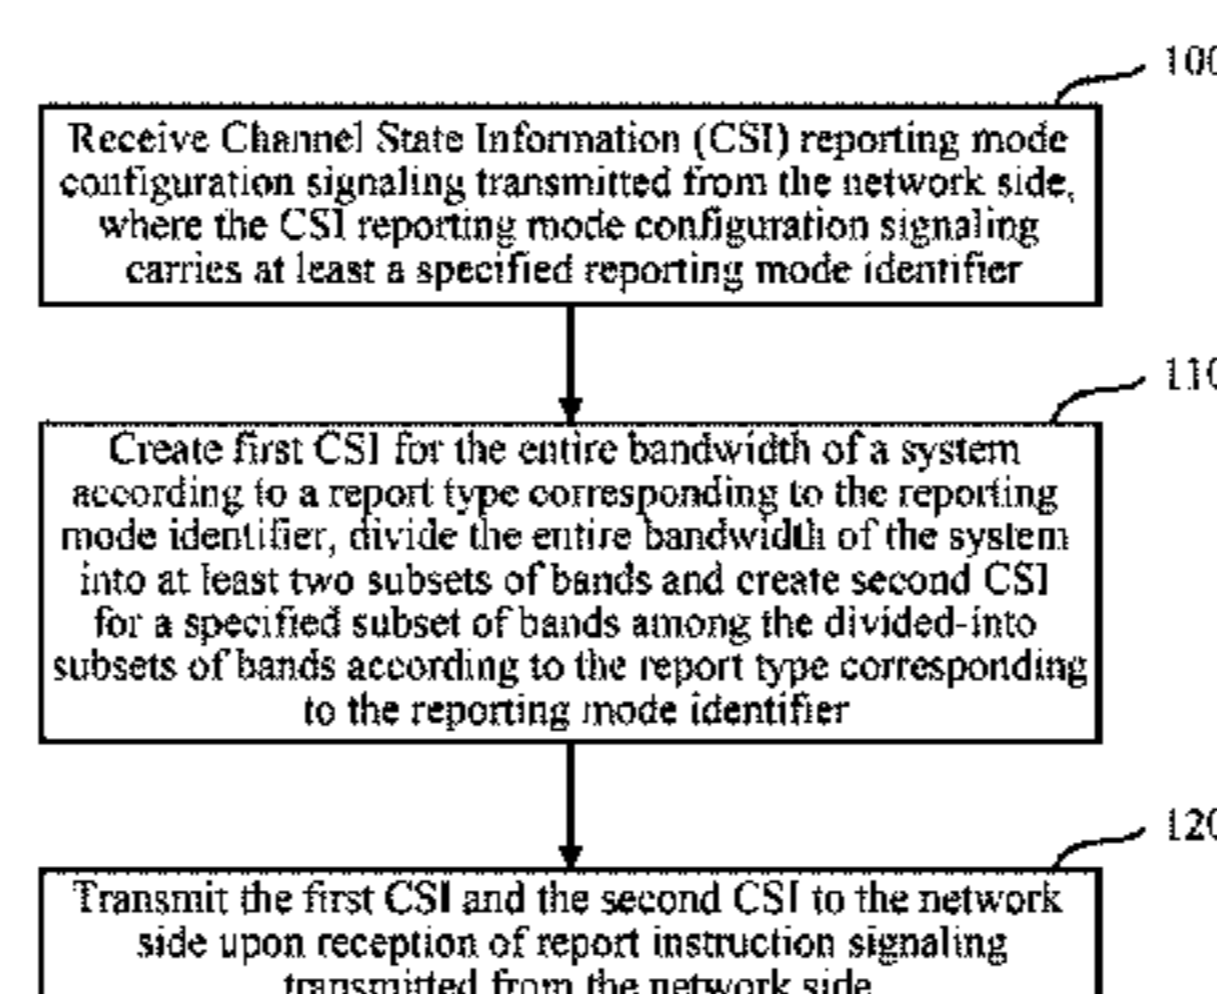 100
Receive Channel State Information (CSI) reporting mode
configuration signaling transmitted from the network side,
where the CSI reporting mode configuration signaling
carries at least a specified reporting mode identifier
110
Create first CSI for the entire bandwidth of a system
according to a report type corresponding to the reporting
mode identifier, divide the entire bandwidth of the system
into at least two subsets of bands and create second CSI
for a specified subset of bands among the divided-into
subsets of bands according to the report type corresponding
to the reporting mode identifier
120
Transmit the first CSI and the second CSI to the network
side upon reception of report instruction signaling
transmitted from the network side